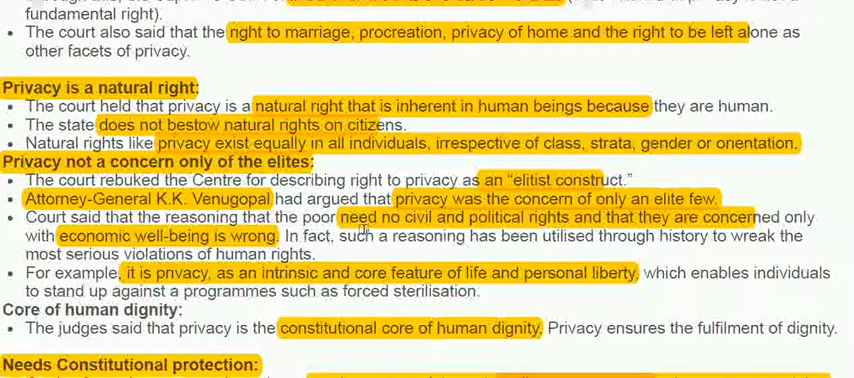 fundamental right).
• The court also said that the right to marriage, procreation, privacy of home and the right to be left alone as
other facets of privacy.
Privacy is a natural right:
• The court held that privacy is a natural right that is inherent in human beings because they are human.
• The state does not bestow natural rights on citizens.
• Natural rights like privacy exist equally in all individuals, irrespective of class, strata, gender or orientation.
Privacy not a concern only of the elites:
• The court rebuked the Centre for describing right to privacy as an “elitist construct.”
• Attorney-General K.K. Venugopal had argued that privacy was the concern of only an elite few.
• Court said that the reasoning that the poor need no civil and political rights and that they are concerned only
with economic well-being is wrong. In fact, such a reasoning has been utilised through history to wreak the
most serious violations of human rights.
• For example, it is privacy, as an intrinsic and core feature of life and personal liberty, which enables individuals
to stand up against a programmes such as forced sterilisation.
Core of human dignity:
• The judges said that privacy is the constitutional core of human dignity. Privacy ensures the fulfilment of dignity.
Needs Constitutional protection: